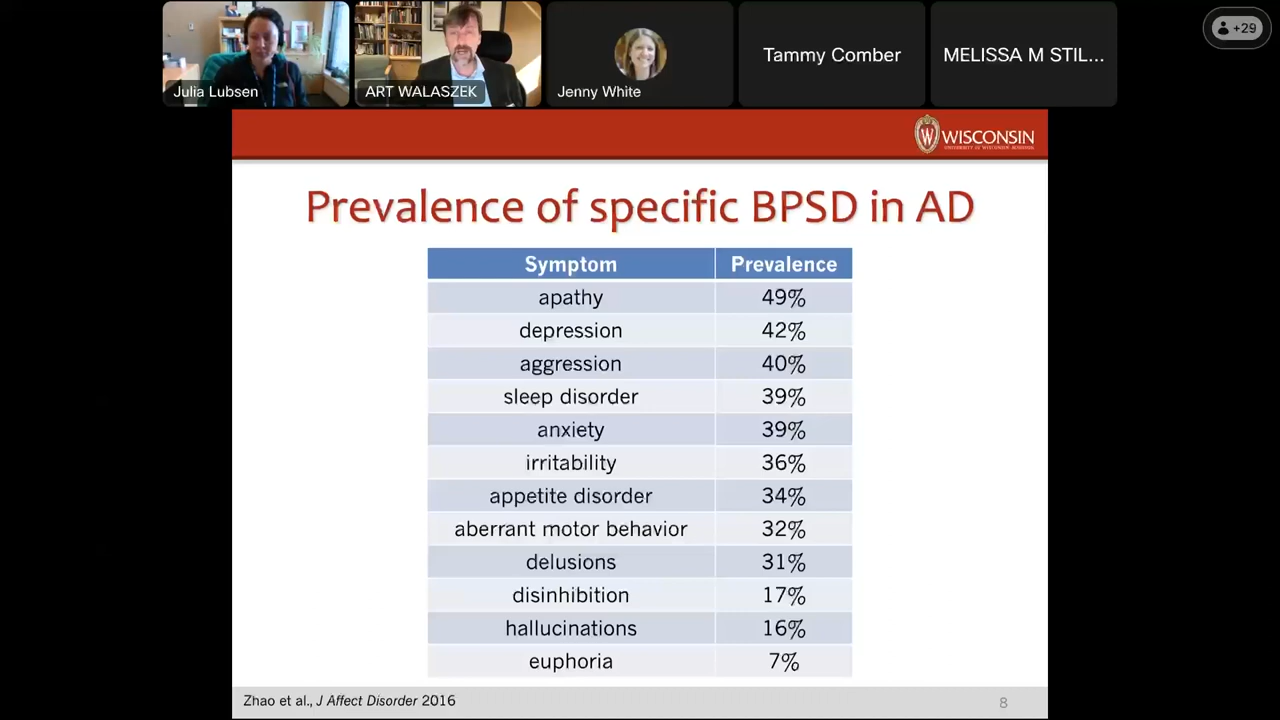 Julia Lubsen
ART WALASZEK
Jenny White
Tammy Comber
MELISSA M STIL...
+29
WISCONSIN
Prevalence of specific BPSD in AD
Symptom Prevalence
apathy 49%
depression 42%
aggression 40%
sleep disorder 39%
anxiety 39%
irritability 36%
appetite disorder 34%
aberrant motor behavior 32%
delusions 31%
disinhibition 17%
hallucinations 16%
euphoria 7%
Zhao et al., J Affect Disorder 2016
8